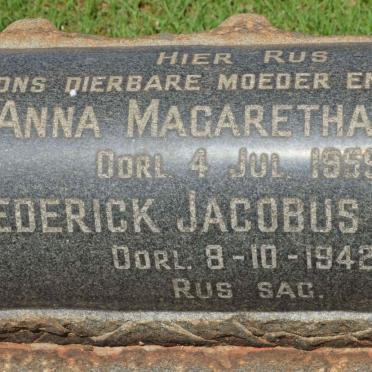 HIER RUS
ONS DIERBARE MOEDER EN
ANNA MAGARETHA
OORL. 4 JUL. 1959
EDERICK JACOBUS
OORL. 8-10-1942
RUS SAG.